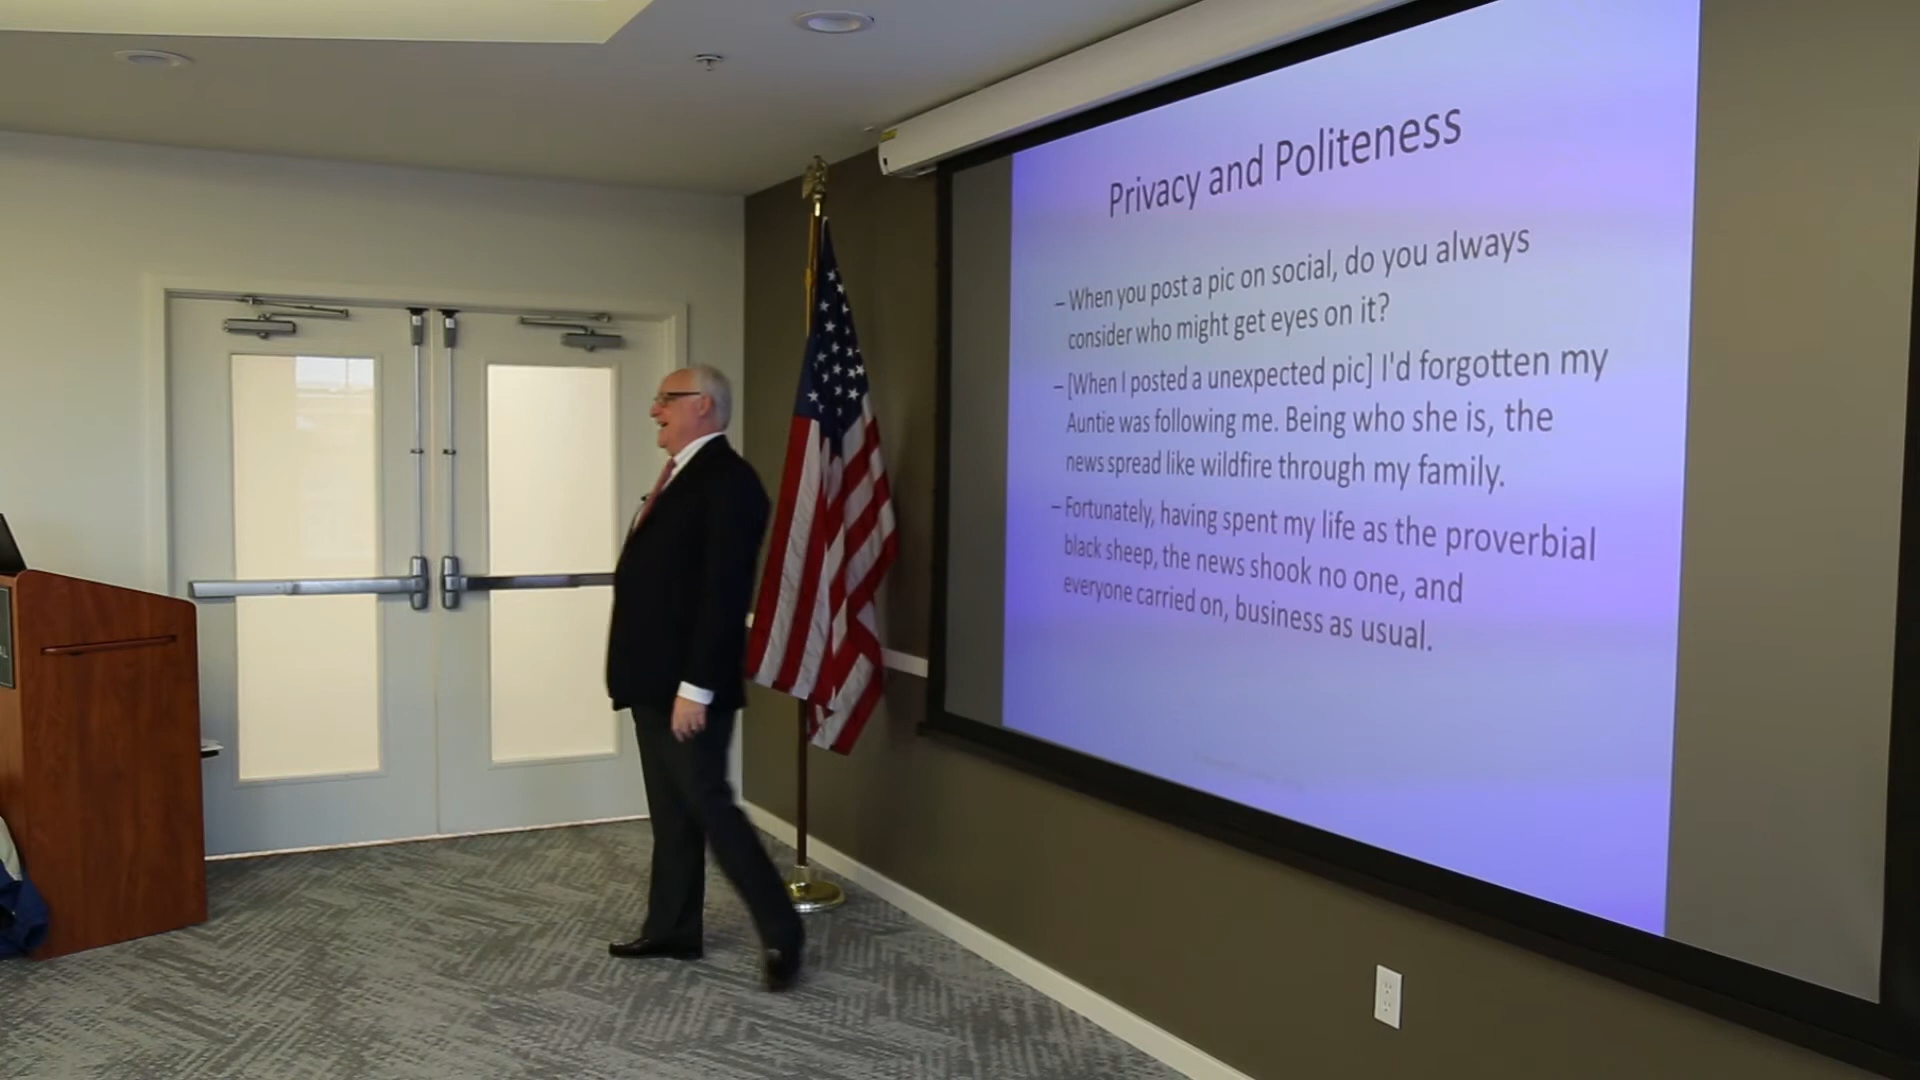 Privacy and Politeness
– When you post a pic on social, do you always
consider who might get eyes on it?
– [When I posted a unexpected pic] I'd forgotten my
Auntie was following me. Being who she is, the
news spread like wildfire through my family.
– Fortunately, having spent my life as the proverbial
black sheep, the news shook no one, and
everyone carried on, business as usual.